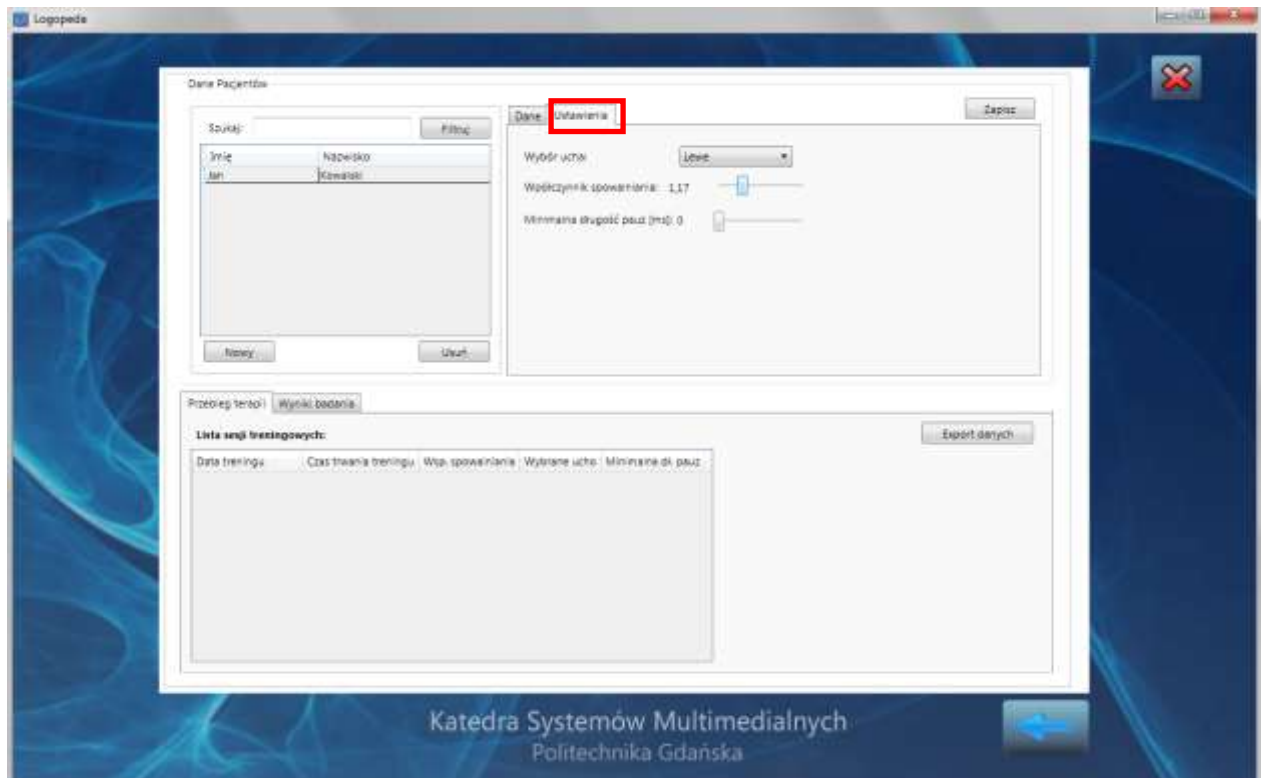 Logopeda
Dane Pacjentów
Szukaj:
Filtruj
Imię Nazwisko
Jan Kowalski
Nowy Usuń
Dane Ustawienia
Zapisz
Wybór ucha: Lewe
Współczynnik spowalniania: 1,17
Minimalna długość pauz [ms]: 0
Przebieg terapii Wyniki badania
Lista sesji treningowych:
Export danych
Data treningu Czas trwania treningu Wsp. spowalniania Wybrane ucho Minimalna dł. pauz
Katedra Systemów Multimedialnych
Politechnika Gdańska